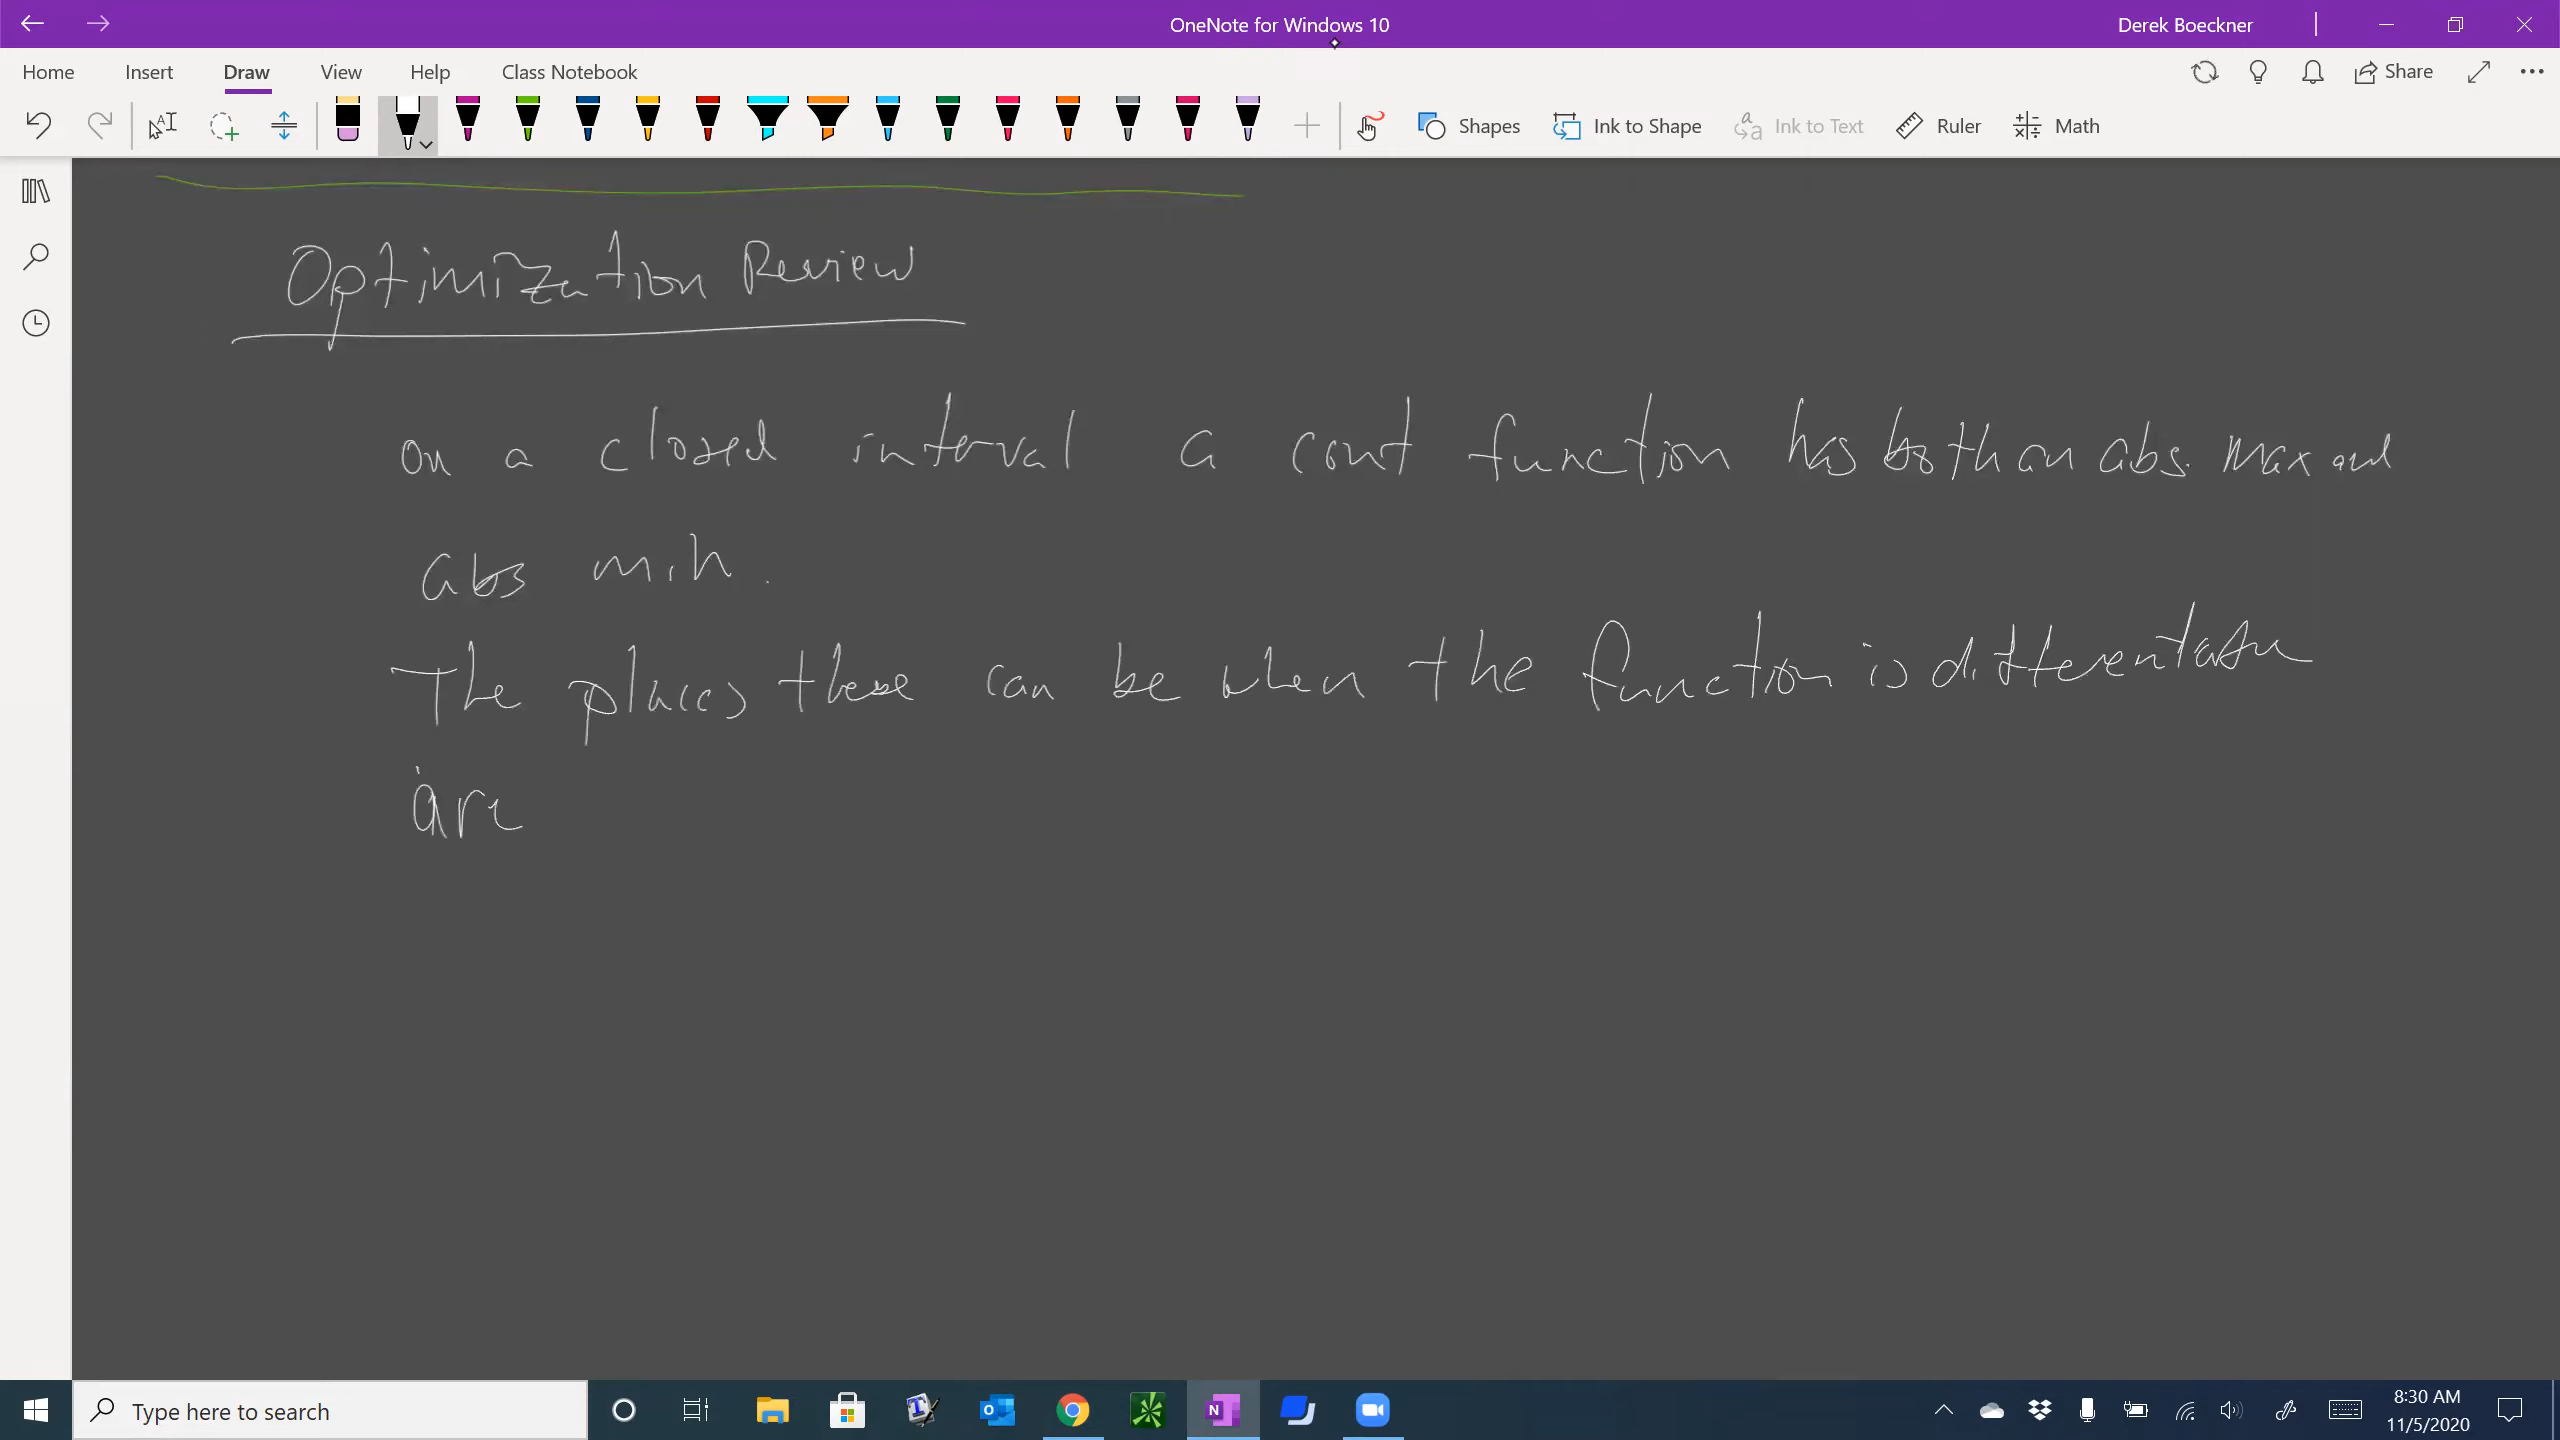 OneNote for Windows 10
Derek Boeckner
Home Insert Draw View Help Class Notebook
Share
Shapes Ink to Shape Ink to Text Ruler Math
Optimization Review
on a closed interval a cont function has both an abs. max and
abs min.
The places these can be when the function is
are
Type here to search
8:30 AM
11/5/2020